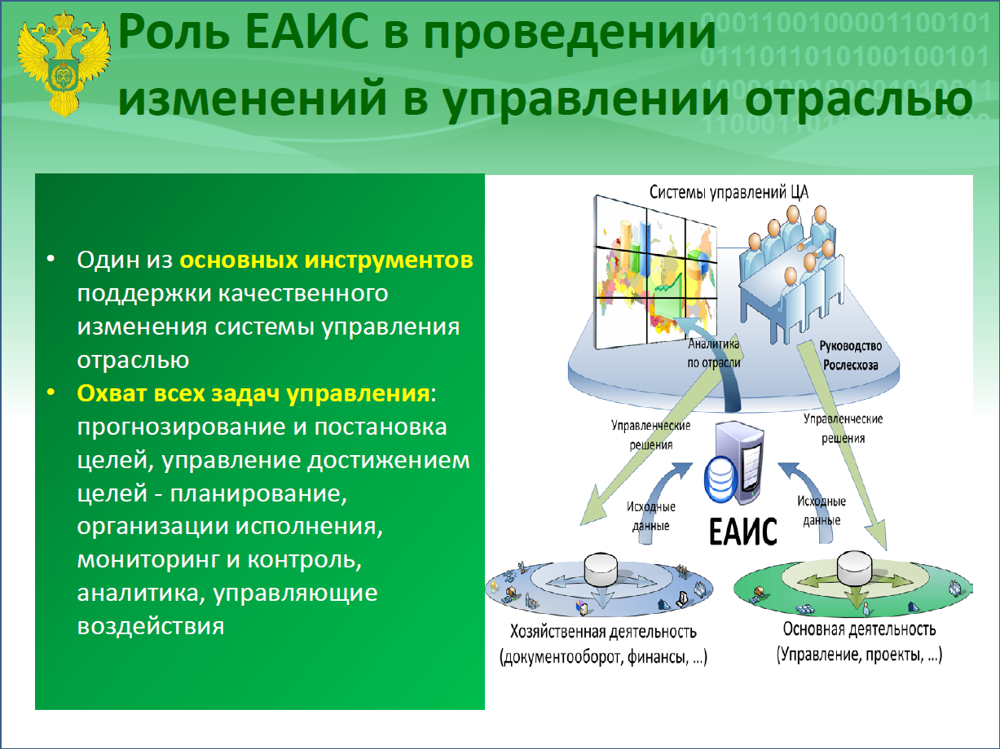 Роль ЕАИС в проведении
изменений в управлении отраслью
0001100100001100101
0111011010100100101
• Один из основных инструментов
поддержки качественного
изменения системы управления
отраслью
• Охват всех задач управления:
прогнозирование и постановка
целей, управление достижением
целей - планирование,
организации исполнения,
мониторинг и контроль,
аналитика, управляющие
воздействия
Системы управлений ЦА
Аналитика
по отрасли
Руководство
Рослесхоза
Управленческие
решения
Управленческие
решения
Исходные
данные
Исходные
данные
ЕАИС
Хозяйственная деятельность
(документооборот, финансы, ...)
Основная деятельность
(Управление, проекты, ...)